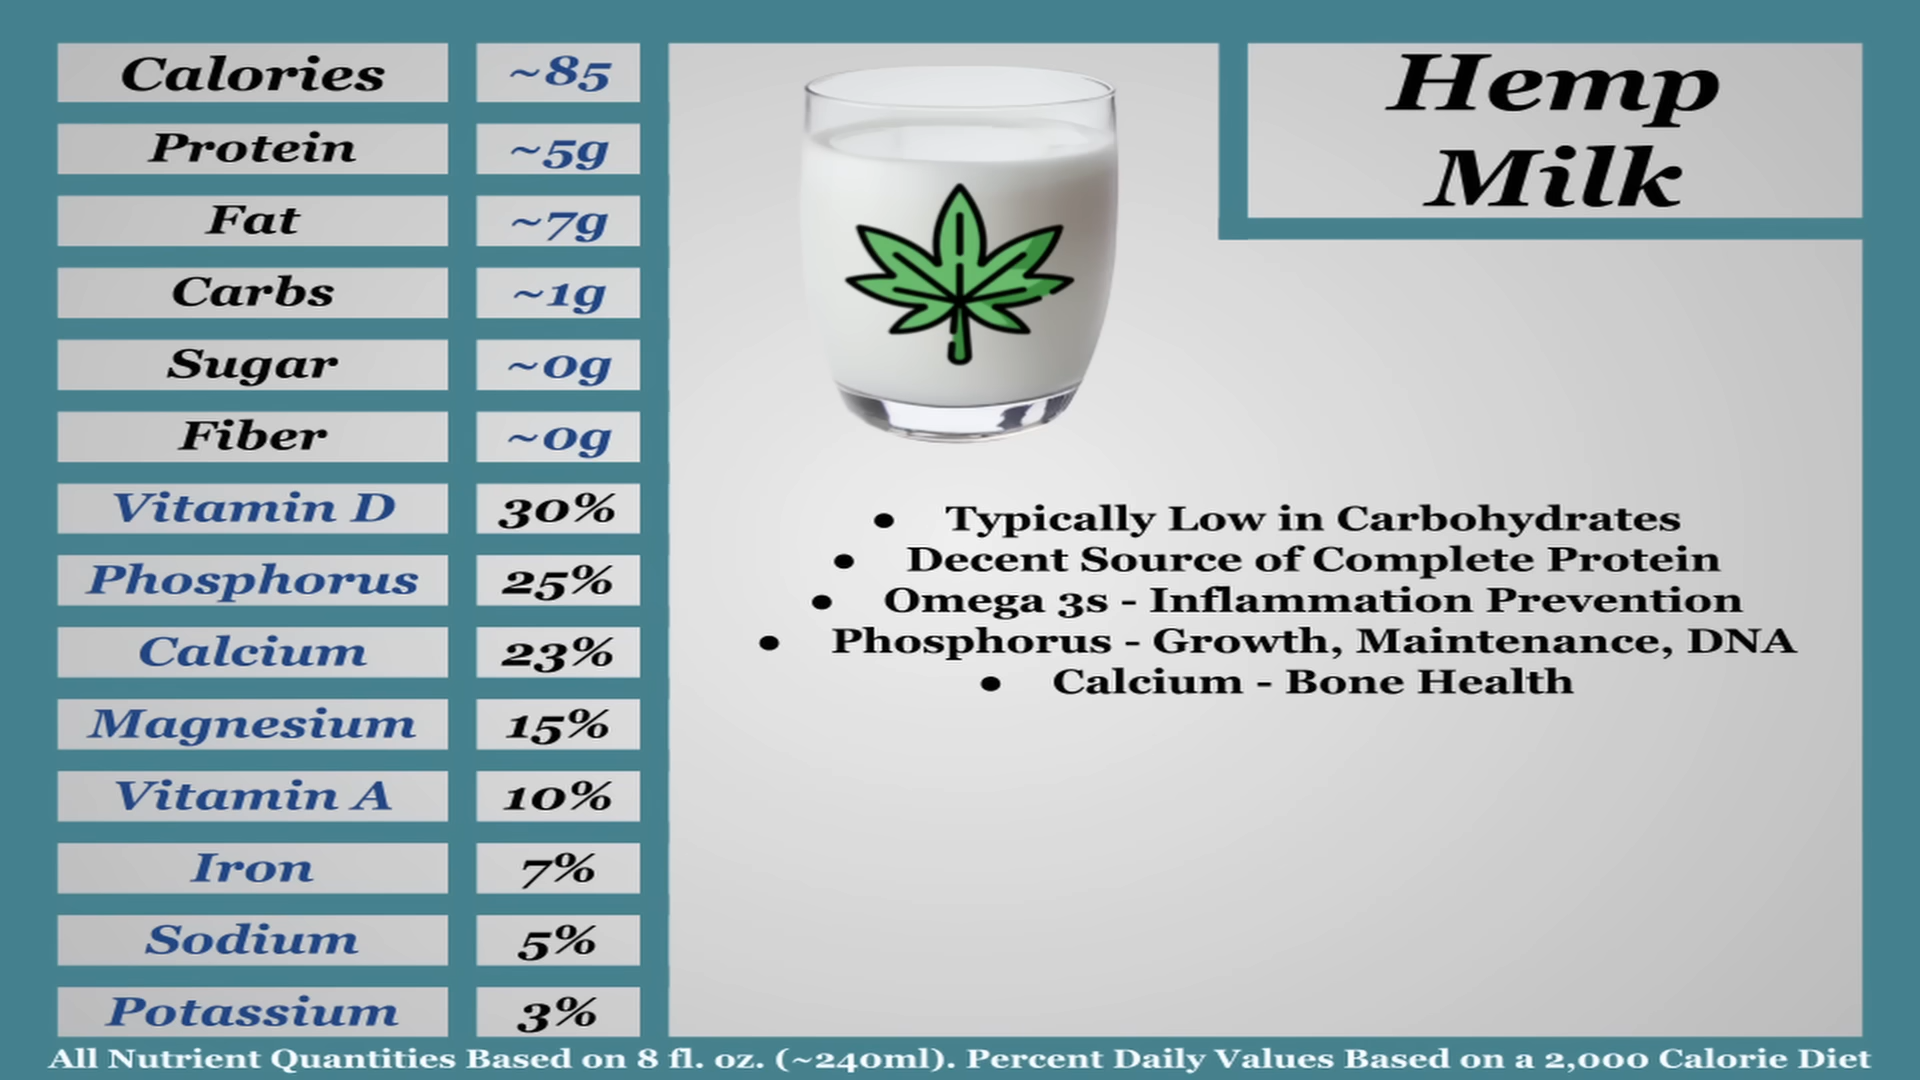 Calories ~85
Protein ~5g
Fat ~7g
Carbs ~1g
Sugar ~0g
Fiber ~0g
Vitamin D 30%
Phosphorus 25%
Calcium 23%
Magnesium 15%
Vitamin A 10%
Iron 7%
Sodium 5%
Potassium 3%
Hemp
Milk
● Typically Low in Carbohydrates
● Decent Source of Complete Protein
● Omega 3s - Inflammation Prevention
● Phosphorus - Growth, Maintenance, DNA
● Calcium - Bone Health
All Nutrient Quantities Based on 8 fl. oz. (~240ml). Percent Daily Values Based on a 2,000 Calorie Diet